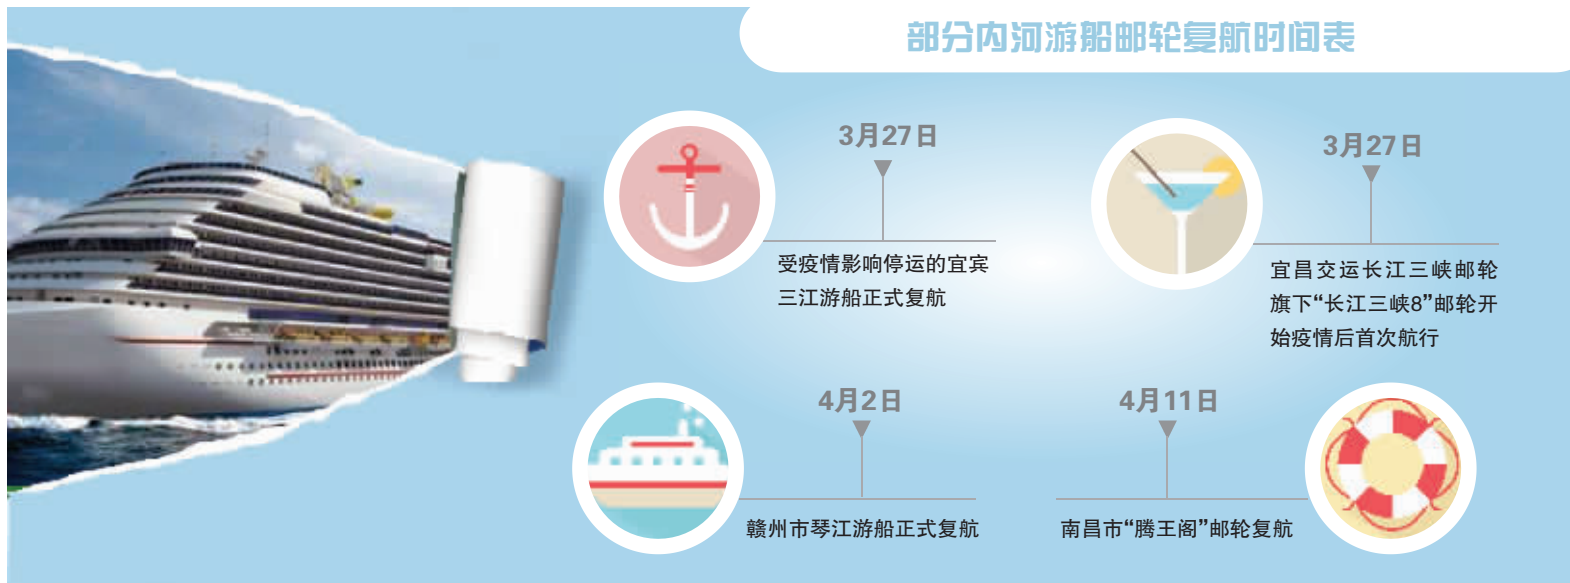 部分内河游船邮轮复航时间表
3月27日
受疫情影响停运的宜宾
三江游船正式复航
3月27日
宜昌交运长江三峡邮轮
旗下“长江三峡8”邮轮开
始疫情后首次航行
4月2日
赣州市琴江游船正式复航
4月11日
南昌市“腾王阁”邮轮复航